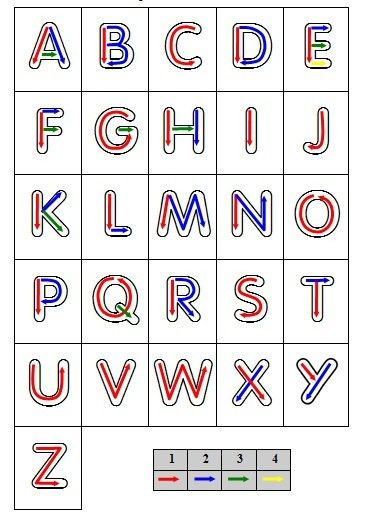 A B C D E
F G H I J
K L M N O
P Q R S T
U V W X Y
Z
1 2 3 4